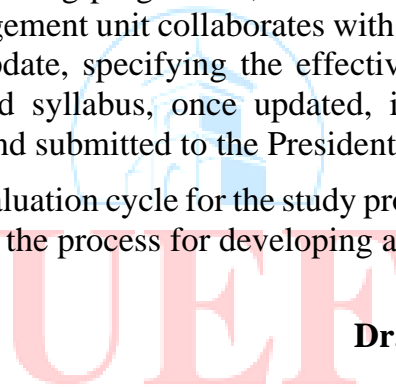 gement unit collaborates with
date, specifying the effectiv
d syllabus, once updated, i
nd submitted to the President
aluation cycle for the study pro
the process for developing a
UEF
Dr.